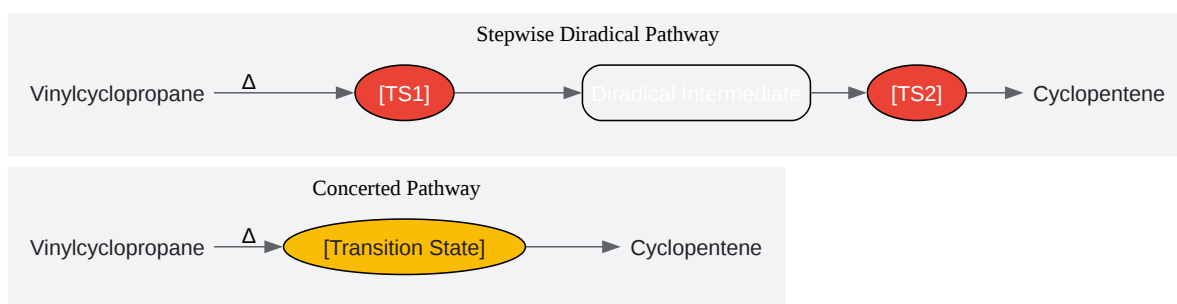 Stepwise Diradical Pathway
Vinylcyclopropane Δ [TS1] Diradical Intermediate [TS2] Cyclopentene
Concerted Pathway
Vinylcyclopropane Δ [Transition State] Cyclopentene